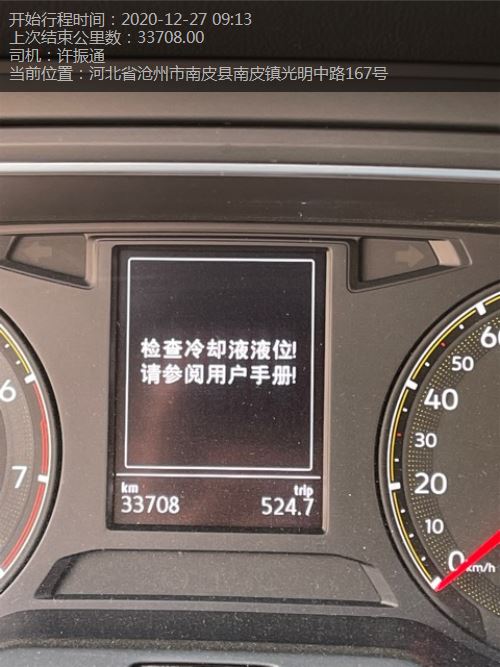 开始行程时间：2020-12-27 09:13
上次结束公里数：33708.00
司机：许振通
当前位置：河北省沧州市南皮县南皮镇光明中路167号
检查冷却液液位!
请参阅用户手册!
km trip
33708 524.7
6
7
60
50
40
30
20
10
0 km/h